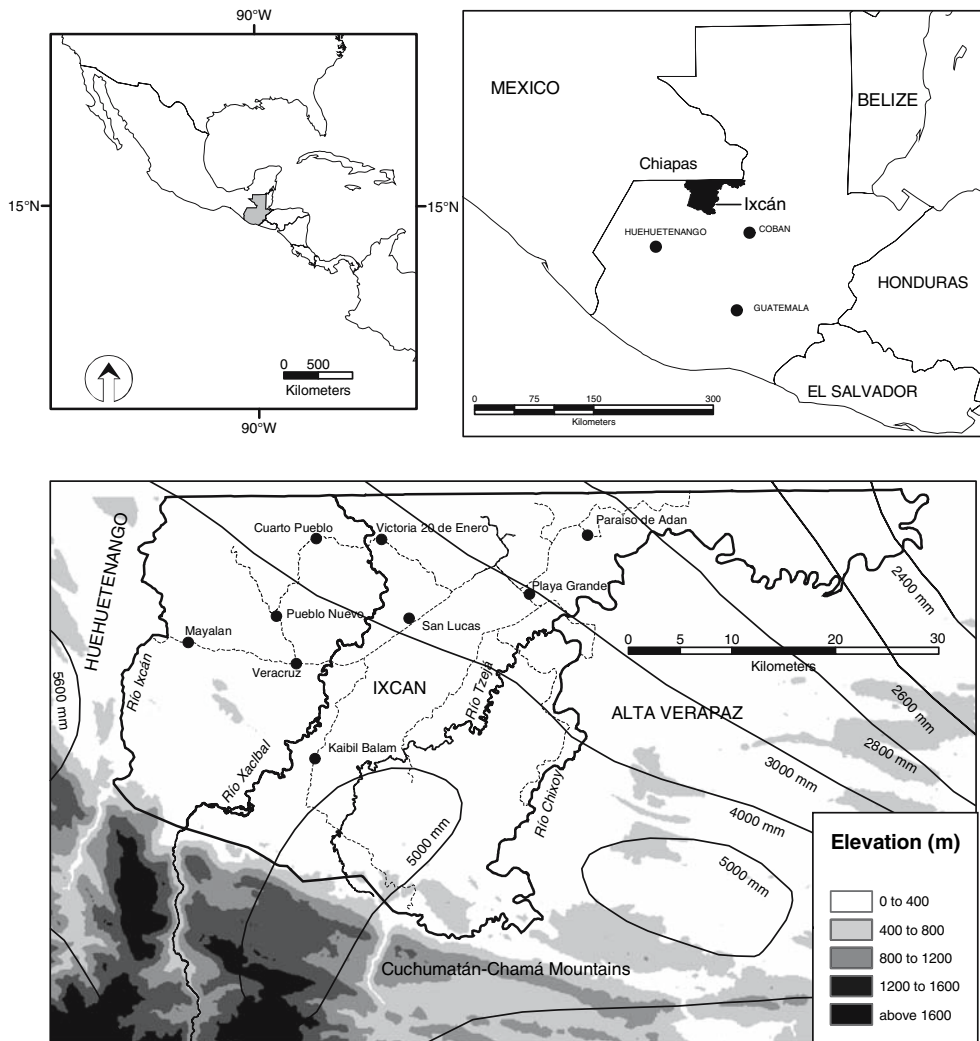 90°W
15°N
15°N
0 500
Kilometers
90°W
MEXICO
BELIZE
Chiapas
Ixcán
HUEHUETENANGO
COBAN
HONDURAS
GUATEMALA
EL SALVADOR
0 75 150 300
Kilometers
HUEHUETENANGO
Cuarto Pueblo
Victoria 20 de Enero
Paraiso de Adan
2400 mm
Playa Grande
Pueblo Nuevo
San Lucas
Mayalan
0 5 10 20 30
Kilometers
Veracruz
5600 mm
Río Ixcán
IXCAN
Río Tzejá
ALTA VERAPAZ
2600 mm
2800 mm
Kaibil Balam
Río Xaclbal
3000 mm
Río Chixoy
4000 mm
5000 mm
5000 mm
Cuchumatán-Chamá Mountains
Elevation (m)
0 to 400
400 to 800
800 to 1200
1200 to 1600
above 1600